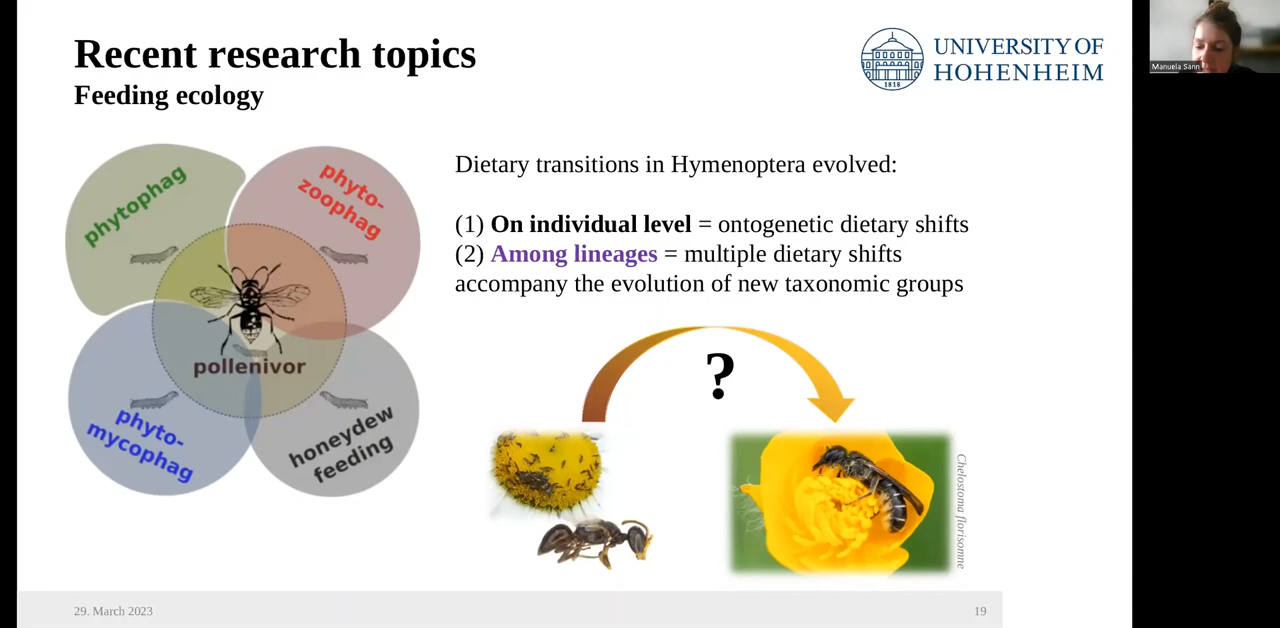 Recent research topics
Feeding ecology
UNIVERSITY OF
HOHENHEIM
1818
Manuela Sann
phytophag
phyto-
zoophag
pollenivor
phyto-
mycophag
honeydew
feeding
Dietary transitions in Hymenoptera evolved:
(1) On individual level = ontogenetic dietary shifts
(2) Among lineages = multiple dietary shifts
accompany the evolution of new taxonomic groups
?
Chelostoma florisomne
29. March 2023
19